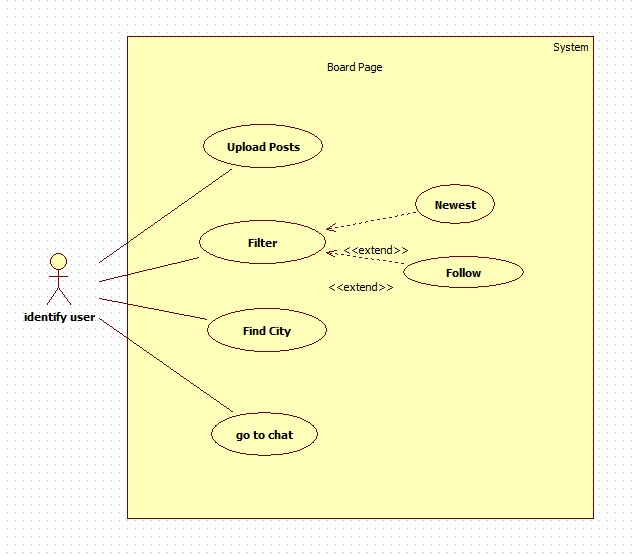 System
Board Page
Upload Posts
Newest
Filter
<<extend>>
Follow
<<extend>>
identify user
Find City
go to chat